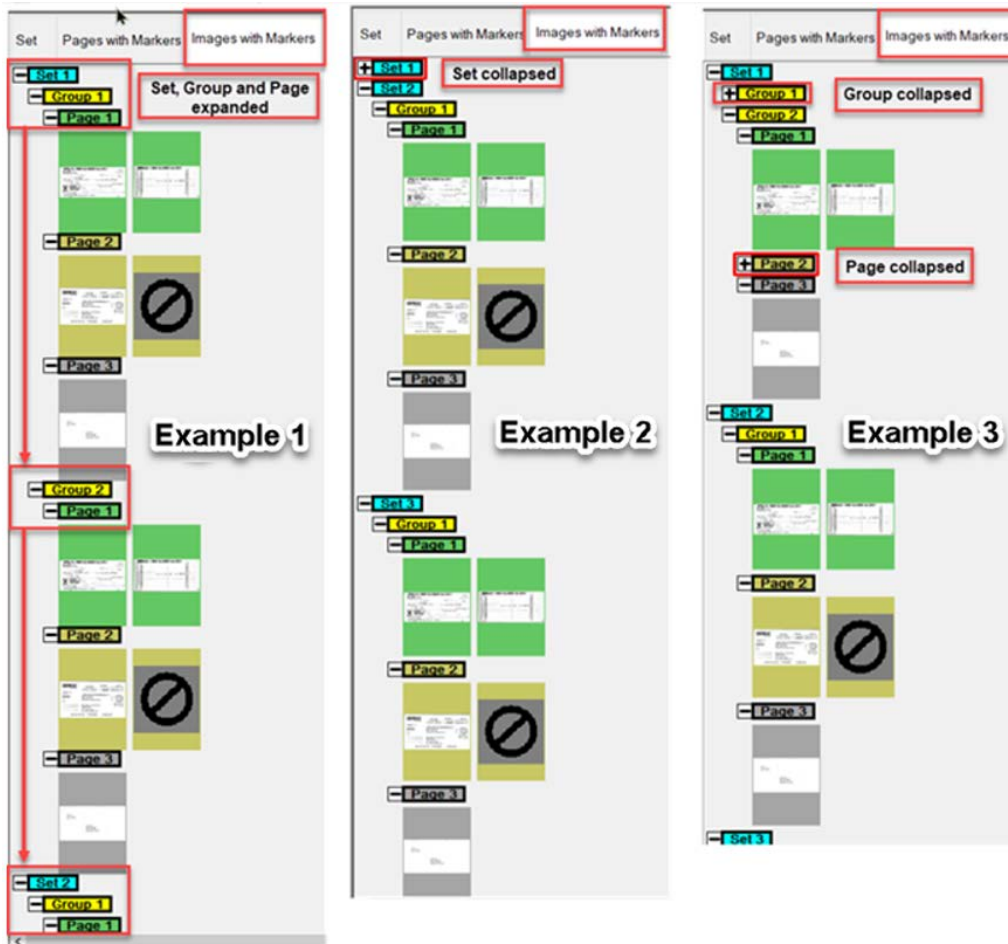 Set Pages with Markers Images with Markers
Set 1
Group 1
Page 1
Set, Group and Page
expanded
Page 2
Page 3
Example 1
Group 2
Page 1
Page 2
Page 3
Set 2
Group 1
Page 1
Set Pages with Markers Images with Markers
Set 1
Set collapsed
Set 2
Group 1
Page 1
Page 2
Page 3
Example 2
Set 3
Group 1
Page 1
Page 2
Page 3
Set Pages with Markers Images with Markers
Set 1
Group 1
Group collapsed
Group 2
Page 1
Page 2
Page collapsed
Page 3
Set 2
Group 1
Example 3
Page 1
Page 2
Page 3
Set 3